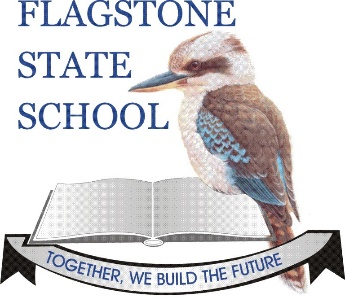 FLAGSTONE
STATE
SCHOOL
TOGETHER, WE BUILD THE FUTURE